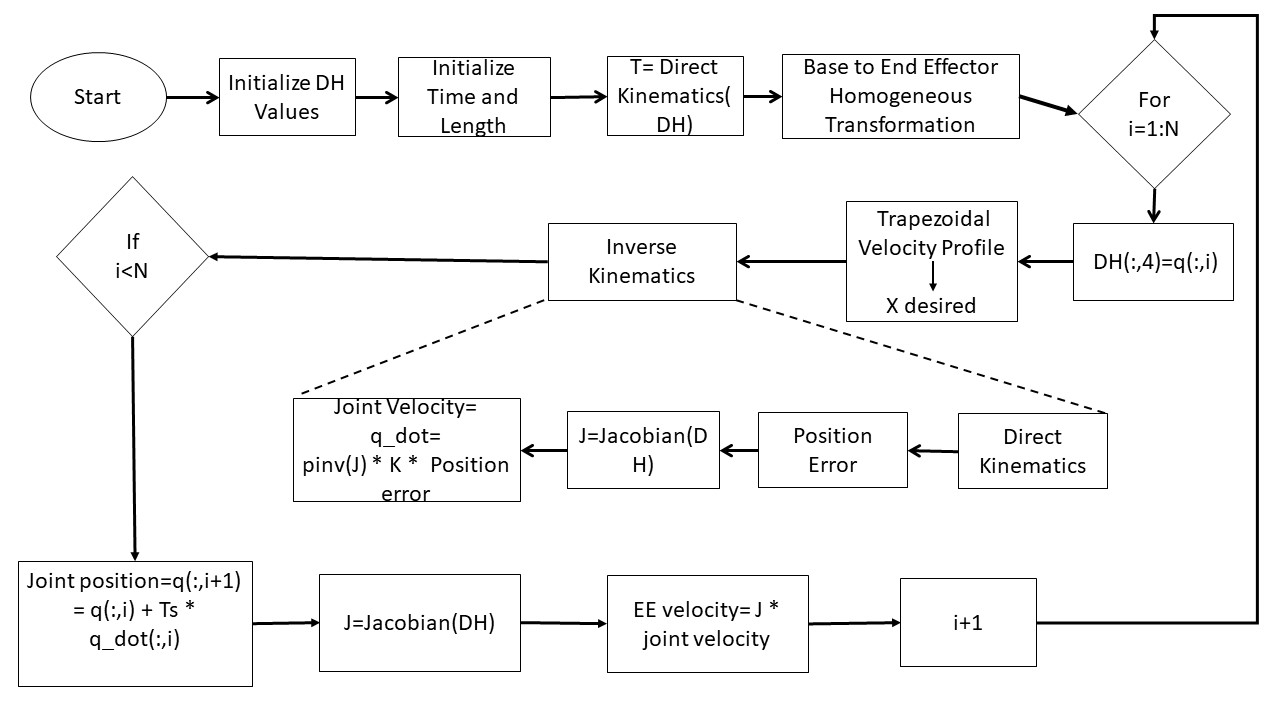 Start
Initialize DH
Values
Initialize
Time and
Length
T= Direct
Kinematics(
DH)
Base to End Effector
Homogeneous
Transformation
For
i=1:N
If
i<N
Inverse
Kinematics
Trapezoidal
Velocity Profile
X desired
DH(:,4)=q(:,i)
Joint Velocity=
q_dot=
pinv(J) * K * Position
error
J=Jacobian(D
H)
Position
Error
Direct
Kinematics
Joint position=q(:,i+1)
= q(:,i) + Ts *
q_dot(:,i)
J=Jacobian(DH)
EE velocity= J *
joint velocity
i+1